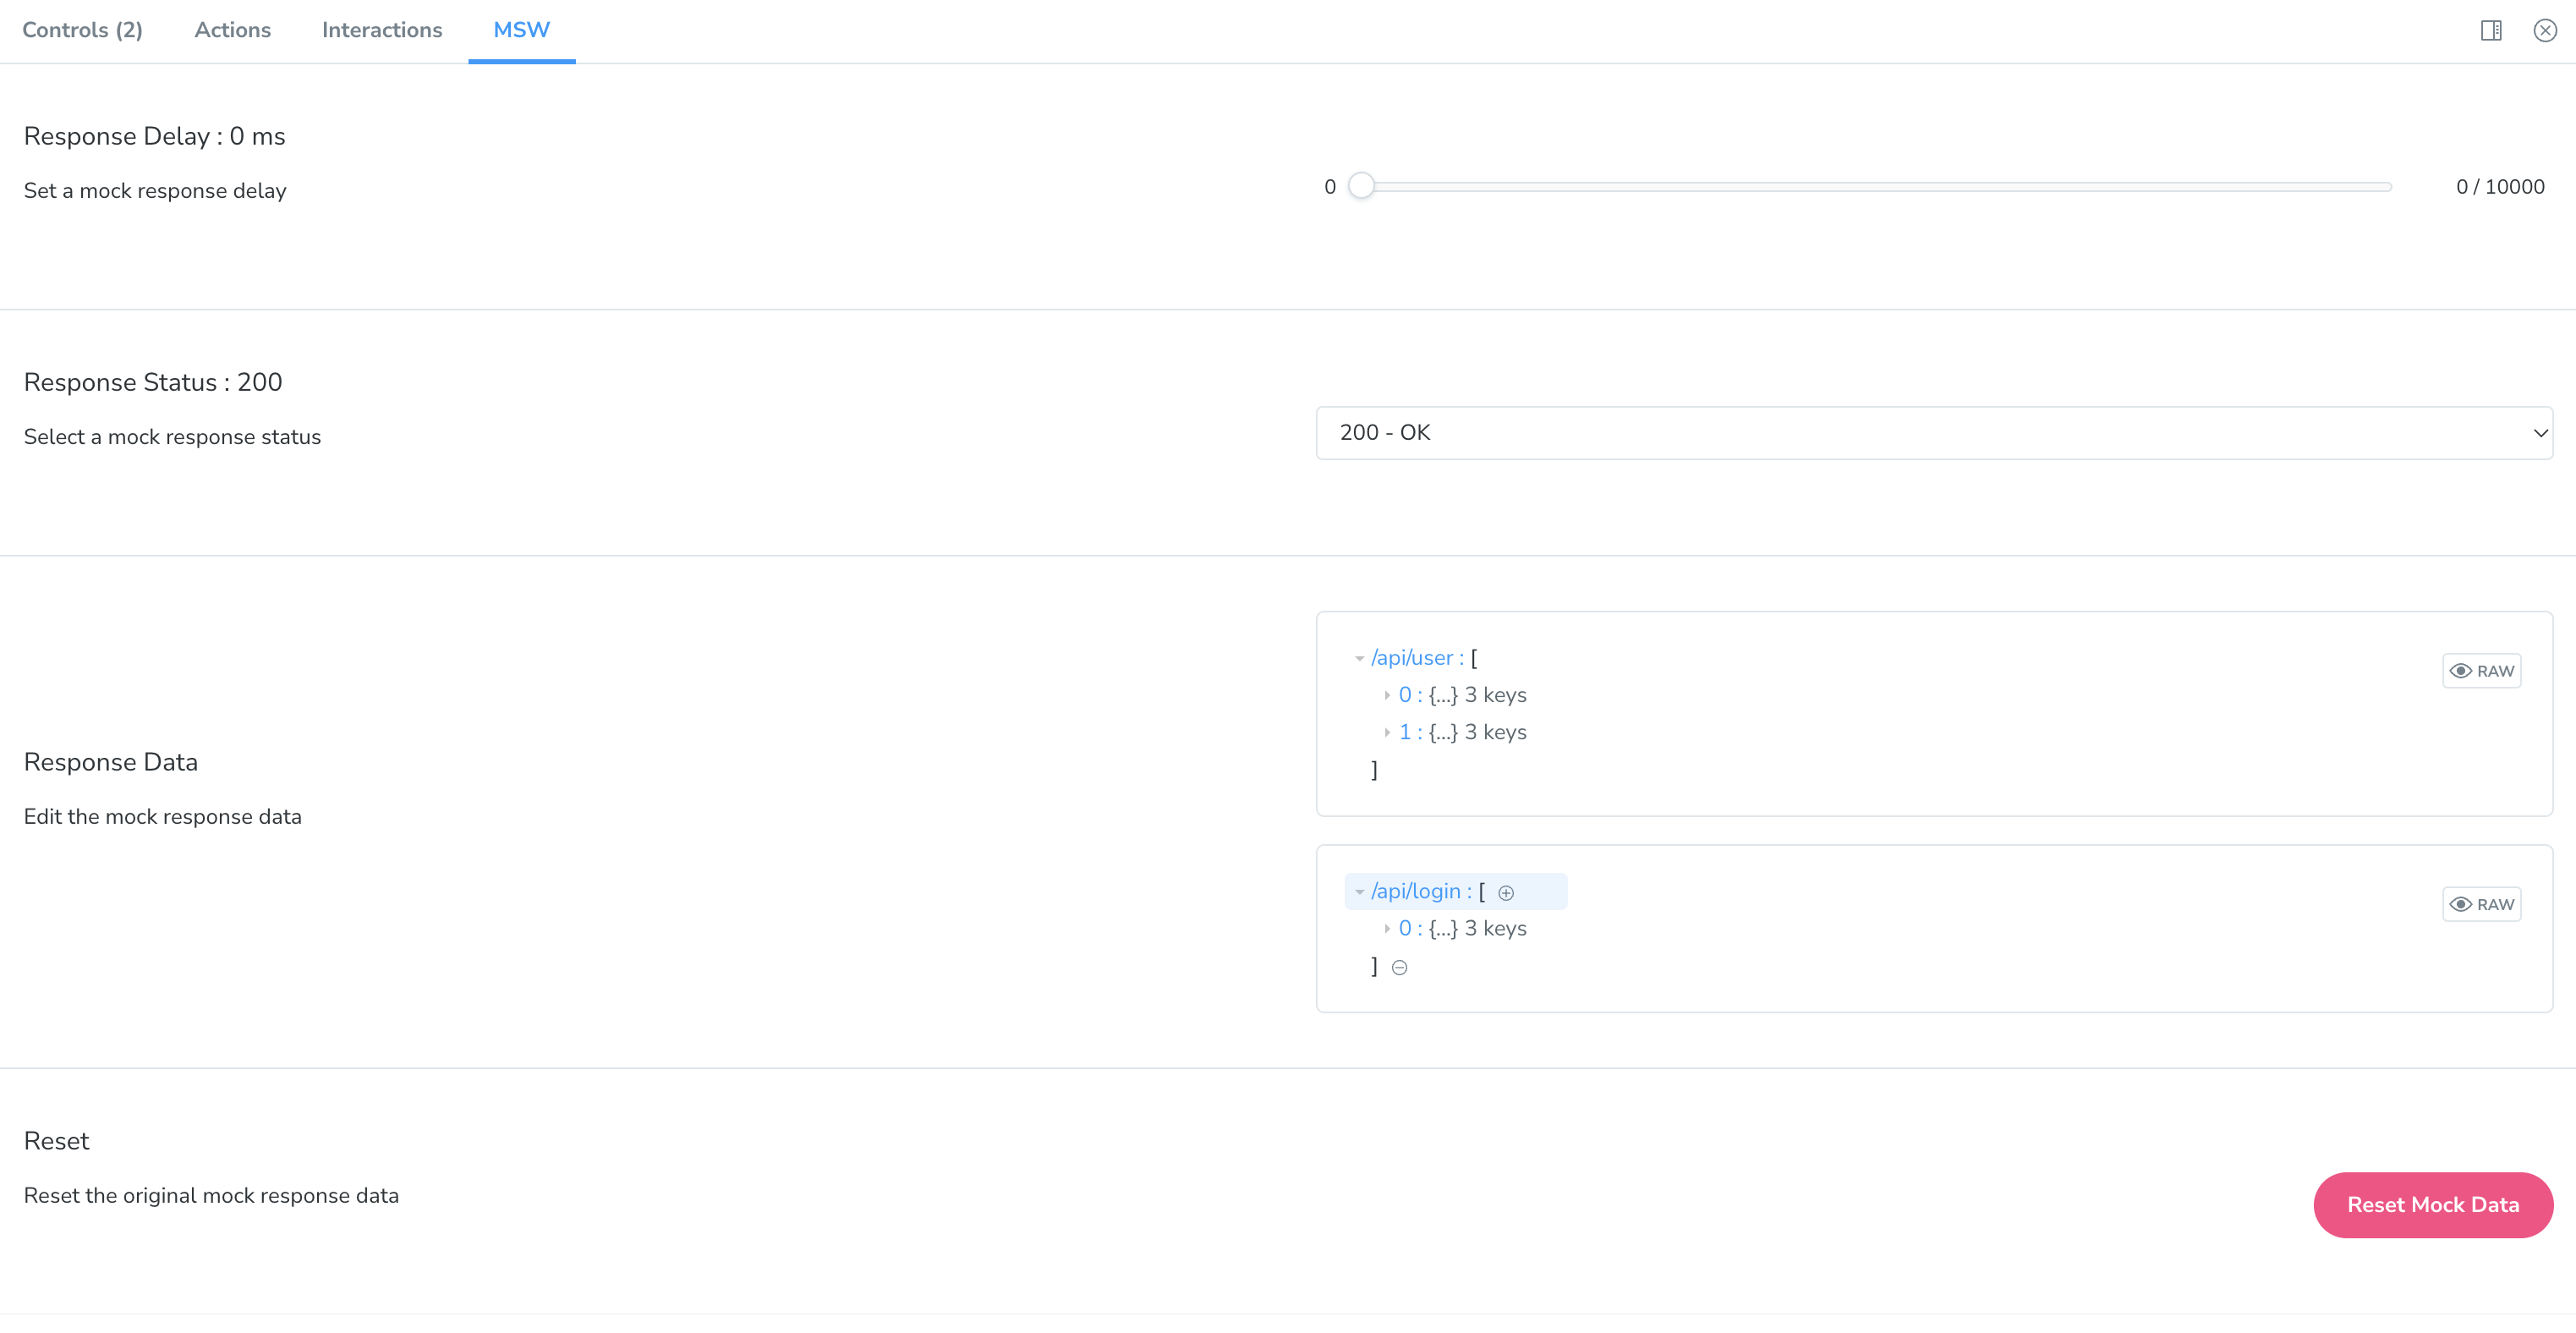 Controls (2) Actions Interactions MSW
Response Delay : 0 ms
Set a mock response delay
0 0 / 10000
Response Status : 200
Select a mock response status
200 - OK
Response Data
Edit the mock response data
/api/user : [
RAW
0 : {...} 3 keys
1 : {...} 3 keys
]
/api/login : [
RAW
0 : {...} 3 keys
]
Reset
Reset the original mock response data
Reset Mock Data